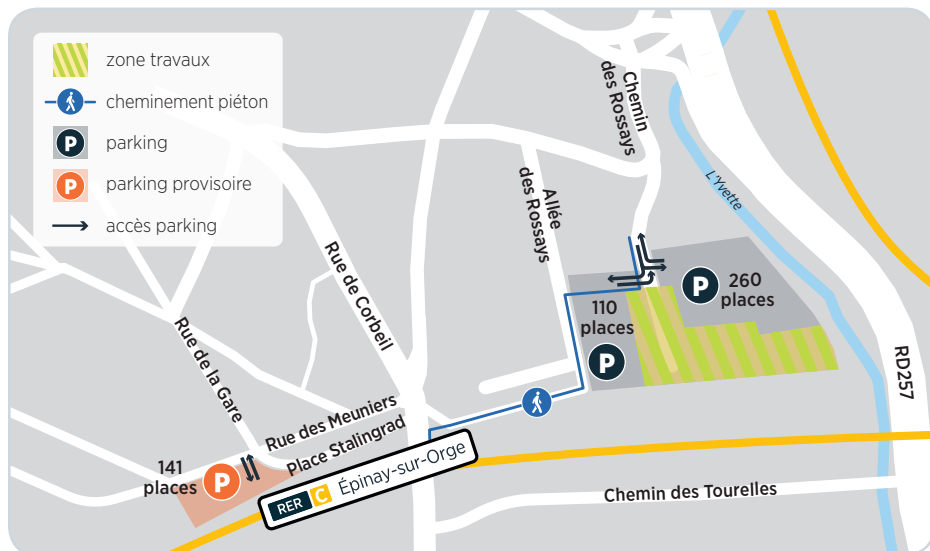 zone travaux
cheminement piéton
P parking
P parking provisoire
accès parking
Chemin
des Rossays
Allée
des Rossays
L'Yvette
Rue de Corbeil
P
260
places
110
places
P
RD257
Rue de la Gare
Rue des Meuniers
Place Stalingrad
141
places
P
RER C Épinay-sur-Orge
Chemin des Tourelles